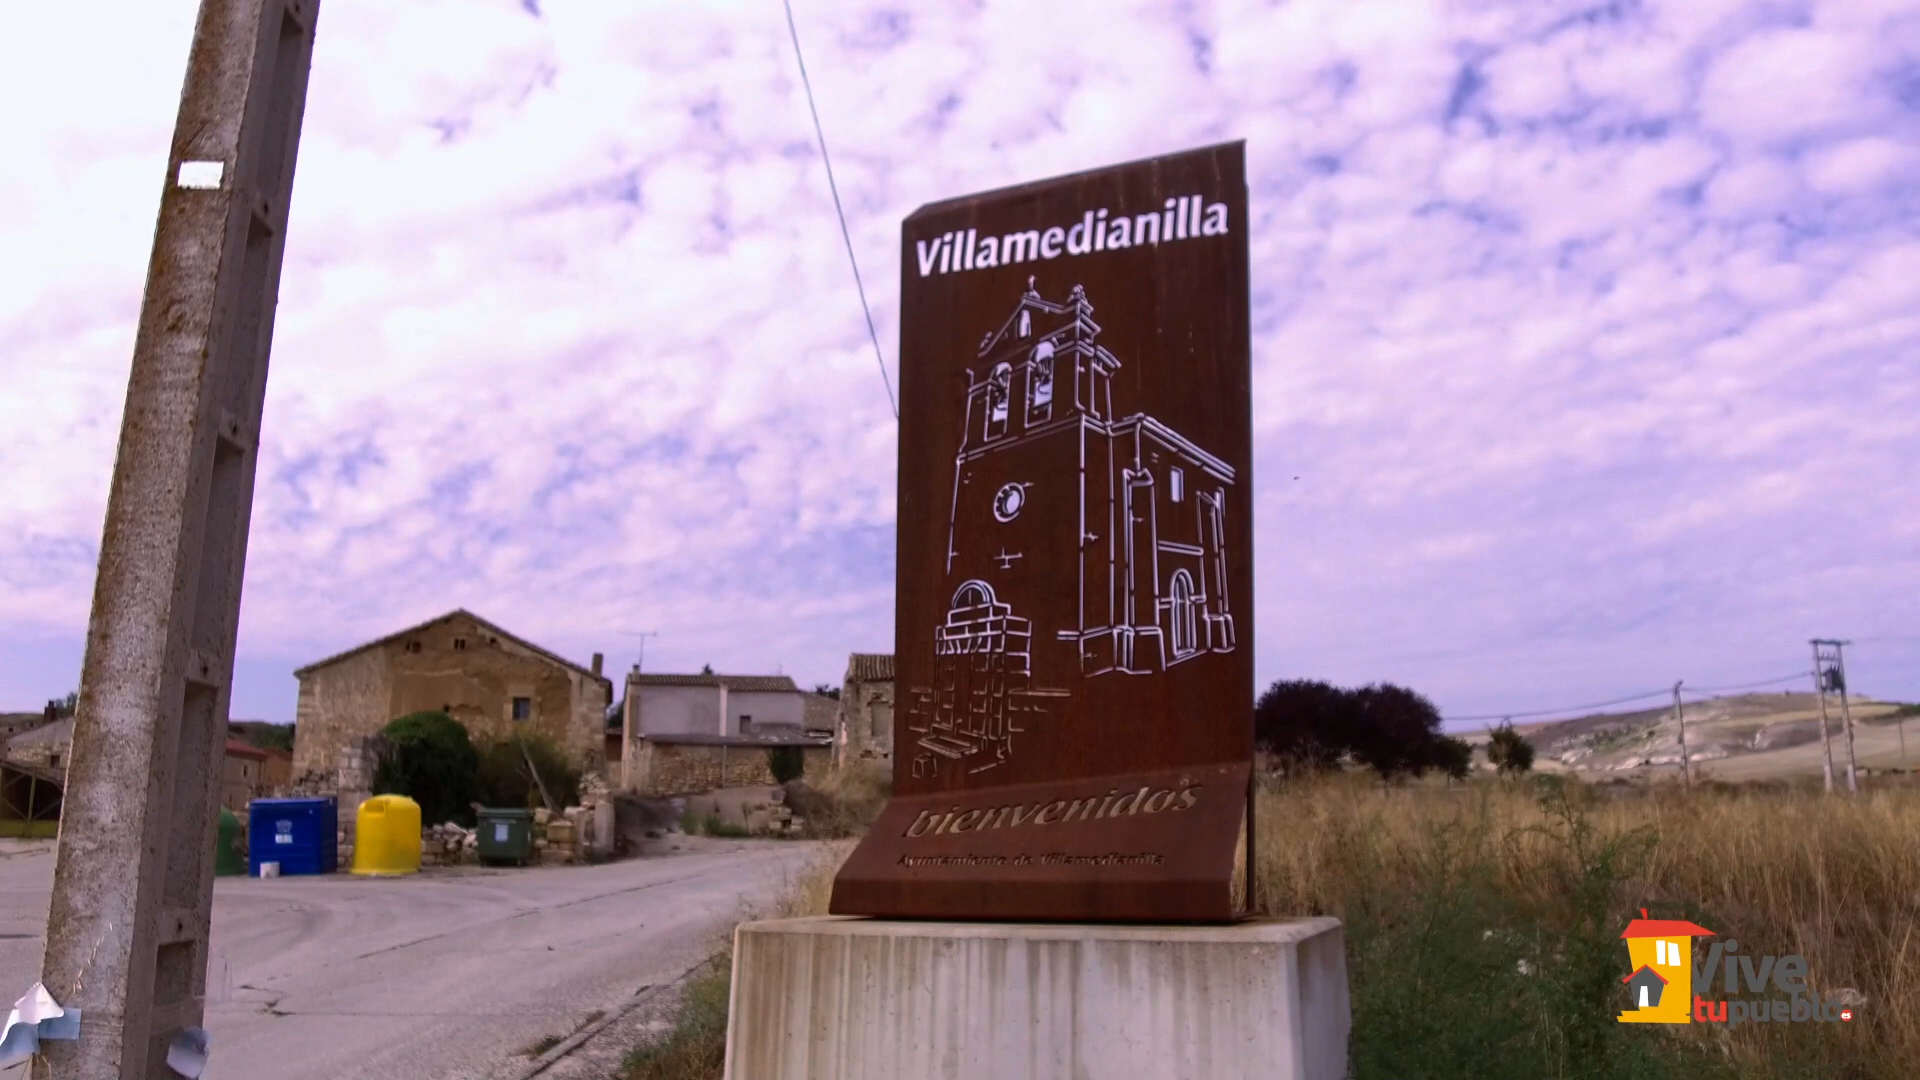 Villamedianilla
bienvenidos
Ayuntamiento de Villamedianilla
Vive
tupueblo.es